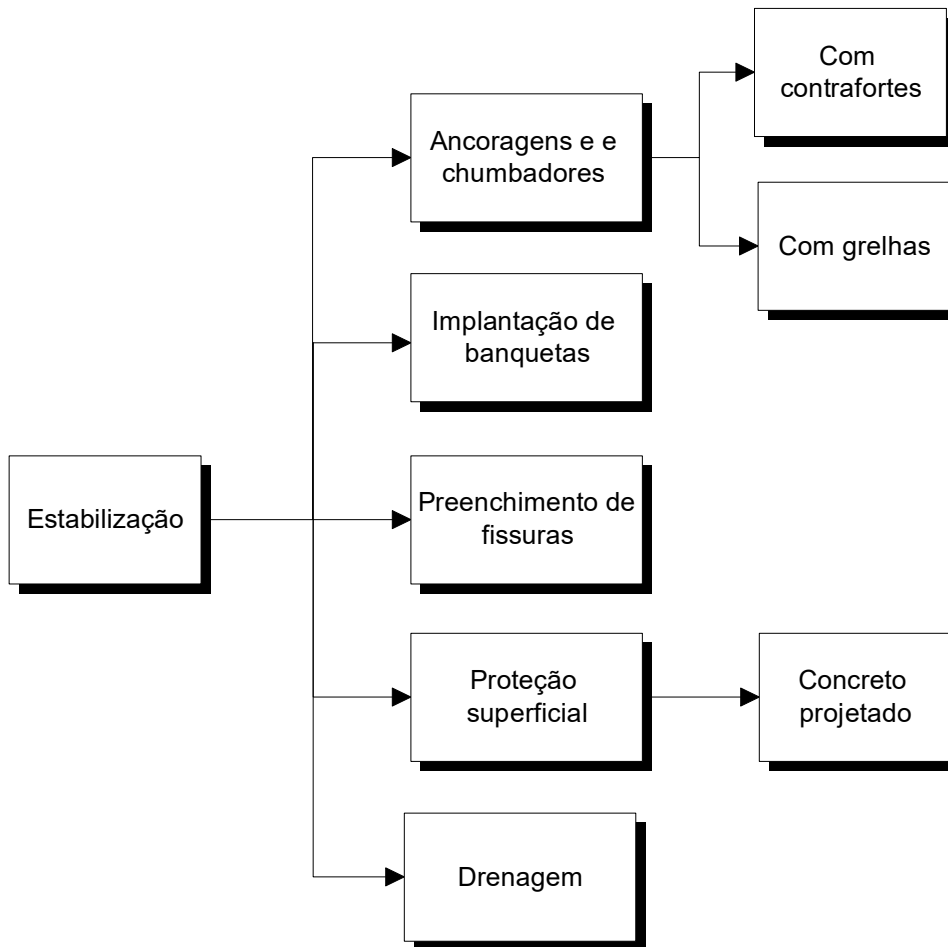 Com
contrafortes
Ancoragens e e
chumbadores
Com grelhas
Implantação de
banquetas
Estabilização
Preenchimento de
fissuras
Proteção
superficial
Concreto
projetado
Drenagem